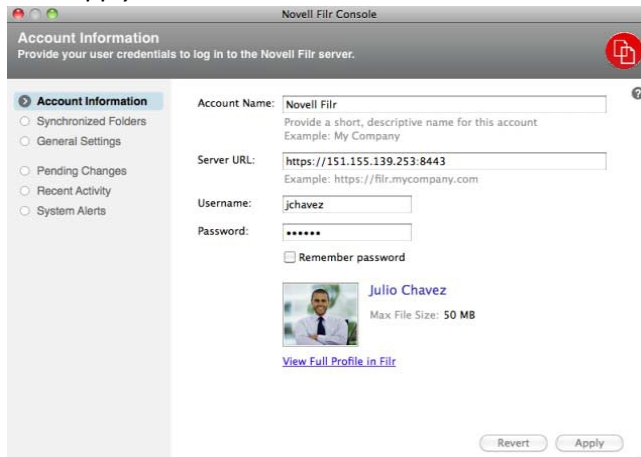 Novell Filr Console
Account Information
Provide your user credentials to log in to the Novell Filr server.
Account Information
Synchronized Folders
General Settings
Pending Changes
Recent Activity
System Alerts
Account Name: Novell Filr
Provide a short, descriptive name for this account
Example: My Company
Server URL: https://151.155.139.253:8443
Example: https://filr.mycompany.com
Username: jchavez
Password: ••••••
Remember password
Julio Chavez
Max File Size: 50 MB
View Full Profile in Filr
Revert Apply